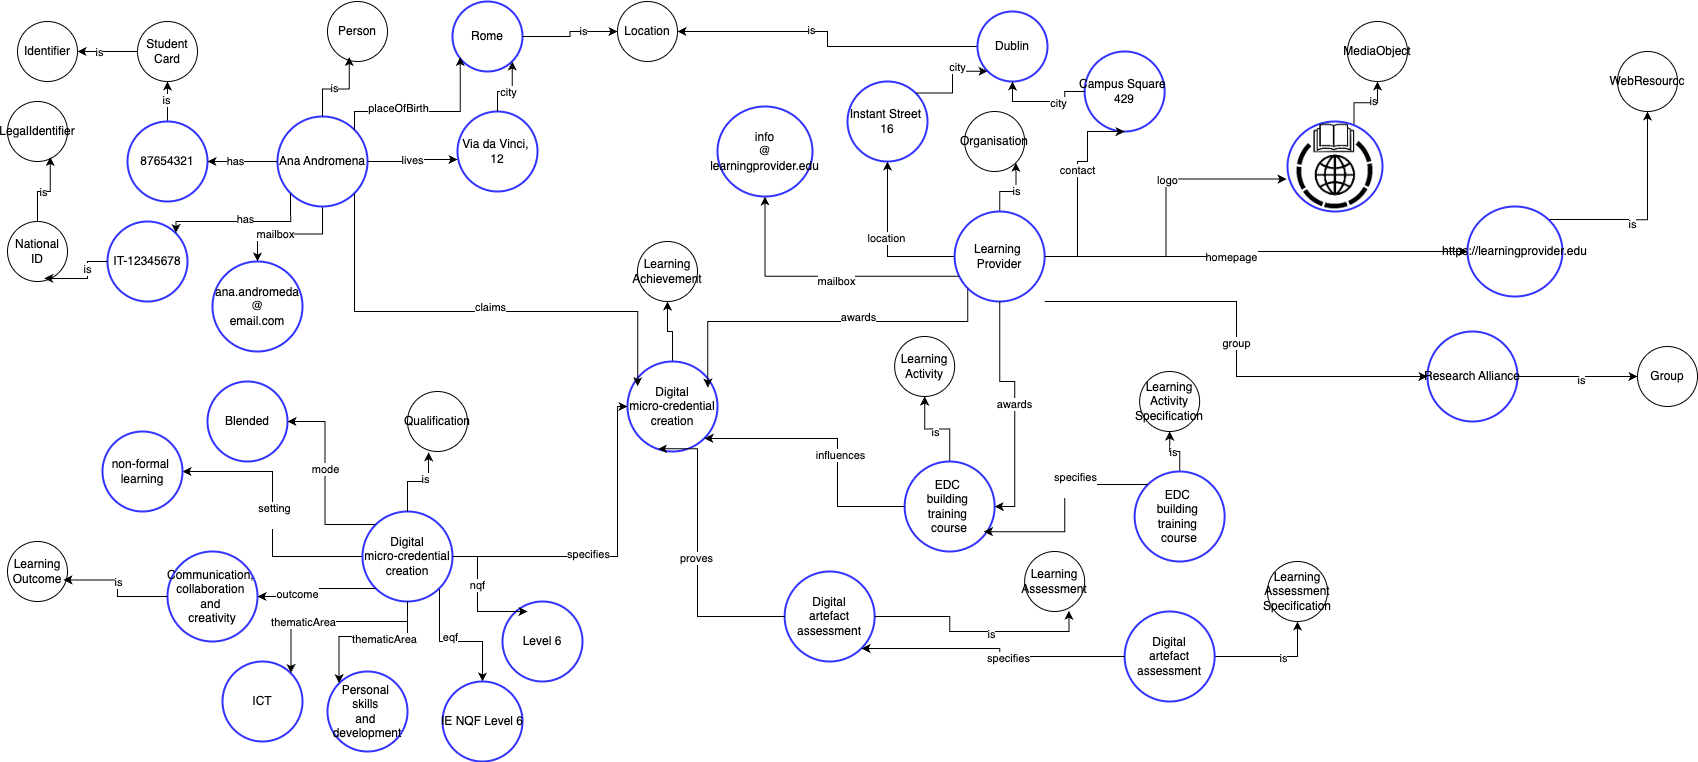 Identifier
is
Student
Card
Person
Rome
is
Location
is
Dublin
city
Campus Square
429
MediaObject
WebResource
LegalIdentifier
is
is
placeOfBirth
city
Instant Street
16
city
is
87654321
has
Ana Andromena
lives
Via da Vinci,
12
info
@
learningprovider.edu
Organisation
contact
logo
is
is
has
mailbox
location
is
National
ID
is
IT-12345678
Learning
Provider
homepage
https://learningprovider.edu
Learning
Achievement
mailbox
ana.andromeda
@
email.com
claims
awards
group
Learning
Activity
Research Alliance
is
Group
Learning
Activity
Specification
Digital
micro-credential
creation
awards
Blended
Qualification
is
influences
is
non-formal
learning
mode
is
specifies
setting
EDC
building
training
course
EDC
building
training
course
Learning
Outcome
is
Communication,
collaboration
and
creativity
outcome
Digital
micro-credential
creation
specifies
nqf
proves
Learning
Assessment
Learning
Assessment
Specification
thematicArea
thematicArea
eqf
Level 6
Digital
artefact
assessment
is
specifies
Digital
artefact
assessment
is
ICT
Personal
skills
and
development
IE NQF Level 6